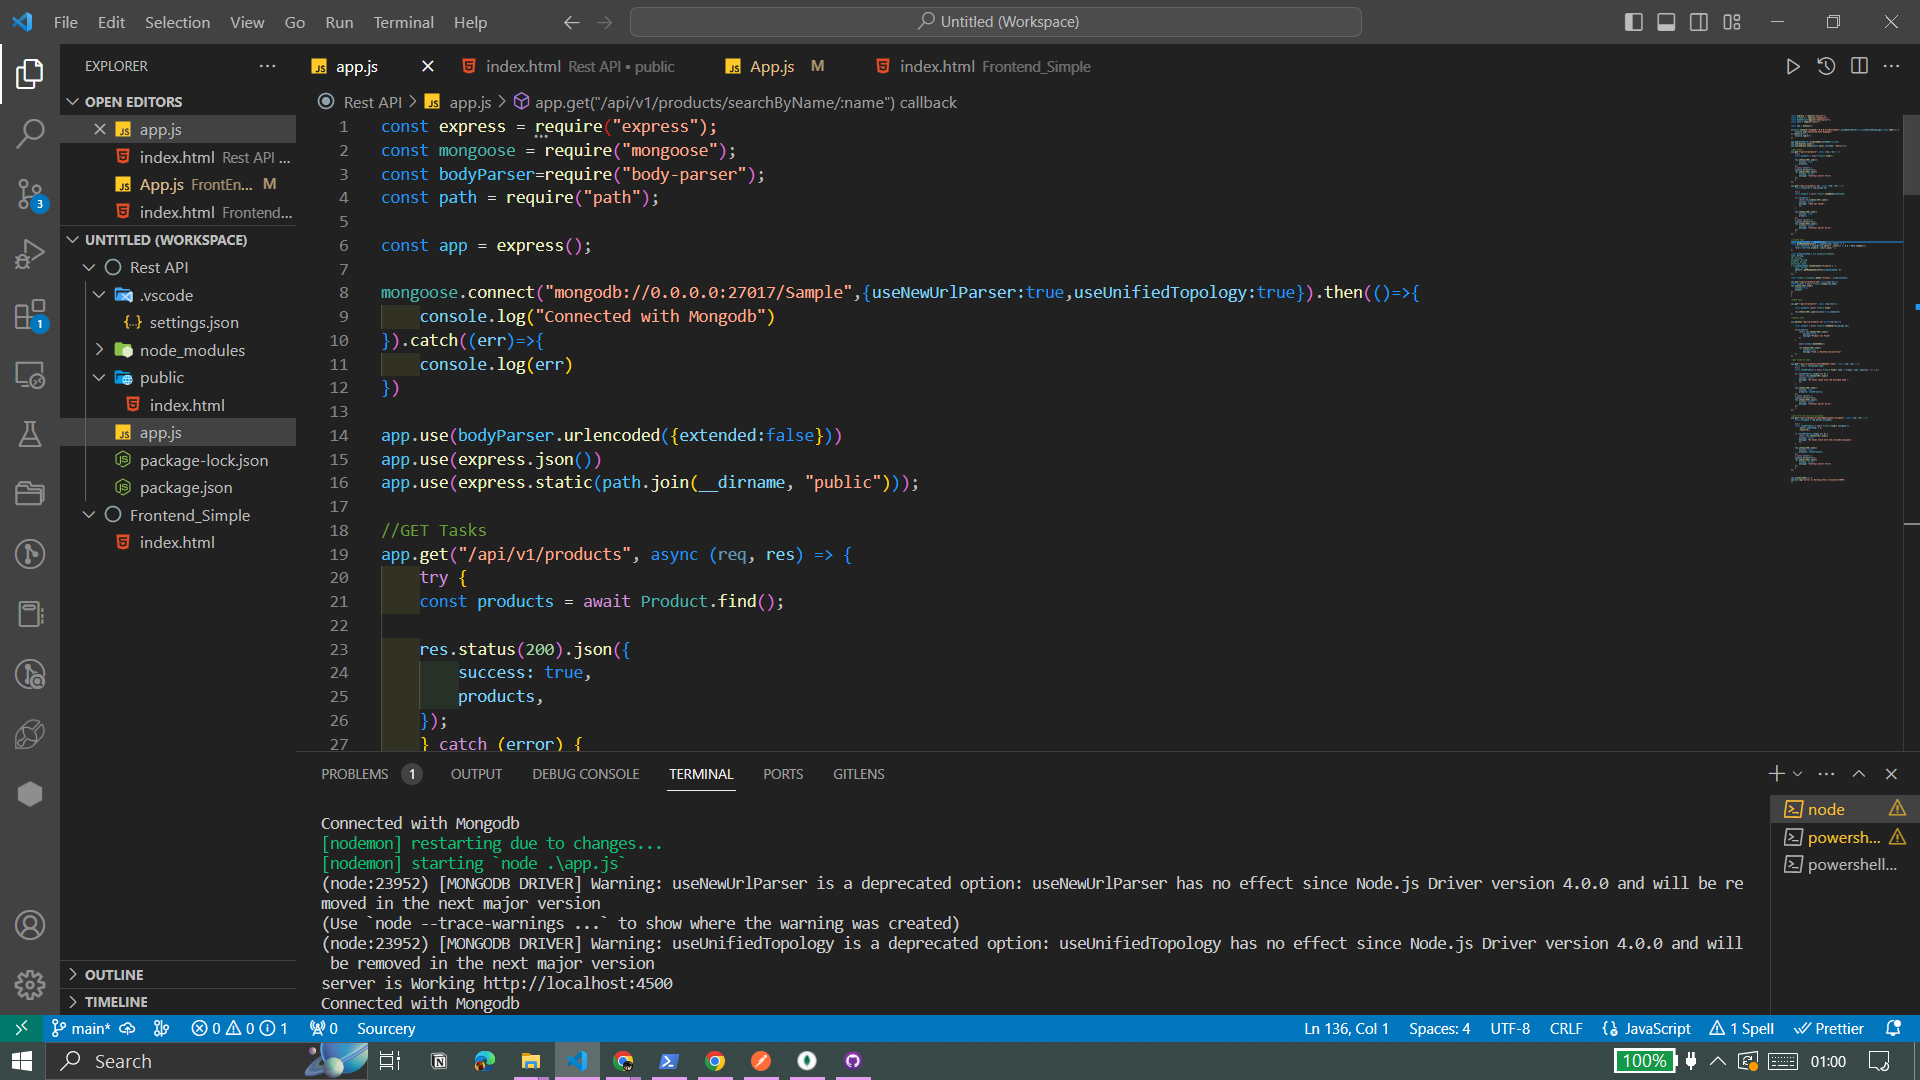 File Edit Selection View Go Run Terminal Help
Untitled (Workspace)
EXPLORER
OPEN EDITORS
app.js
index.html Rest API ...
App.js FrontEn... M
index.html Frontend...
UNTITLED (WORKSPACE)
Rest API
.vscode
settings.json
node_modules
public
index.html
app.js
package-lock.json
package.json
Frontend_Simple
index.html
OUTLINE
TIMELINE
3
1
app.js
index.html Rest API • public
App.js M
index.html Frontend_Simple
Rest API > app.js > app.get("/api/v1/products/searchByName/:name") callback
1 const express = require("express");
2 const mongoose = require("mongoose");
3 const bodyParser=require("body-parser");
4 const path = require("path");
5
6 const app = express();
7
8 mongoose.connect("mongodb://0.0.0.0:27017/Sample",{useNewUrlParser:true,useUnifiedTopology:true}).then(()=>{
9 console.log("Connected with Mongodb")
10 }).catch((err)=>{
11 console.log(err)
12 })
13
14 app.use(bodyParser.urlencoded({extended:false}))
15 app.use(express.json())
16 app.use(express.static(path.join(__dirname, "public")));
17
18 //GET Tasks
19 app.get("/api/v1/products", async (req, res) => {
20 try {
21 const products = await Product.find();
22
23 res.status(200).json({
24 success: true,
25 products,
26 });
27 } catch (error) {
PROBLEMS 1 OUTPUT DEBUG CONSOLE TERMINAL PORTS GITLENS
Connected with Mongodb
[nodemon] restarting due to changes...
[nodemon] starting `node .\app.js`
(node:23952) [MONGODB DRIVER] Warning: useNewUrlParser is a deprecated option: useNewUrlParser has no effect since Node.js Driver version 4.0.0 and will be re
moved in the next major version
(Use `node --trace-warnings ...` to show where the warning was created)
(node:23952) [MONGODB DRIVER] Warning: useUnifiedTopology is a deprecated option: useUnifiedTopology has no effect since Node.js Driver version 4.0.0 and will
be removed in the next major version
server is Working http://localhost:4500
Connected with Mongodb
node
powersh...
powershell...
main* 0 0 1 0 Sourcery
Ln 136, Col 1 Spaces: 4 UTF-8 CRLF JavaScript 1 Spell Prettier
Search
100% 01:00